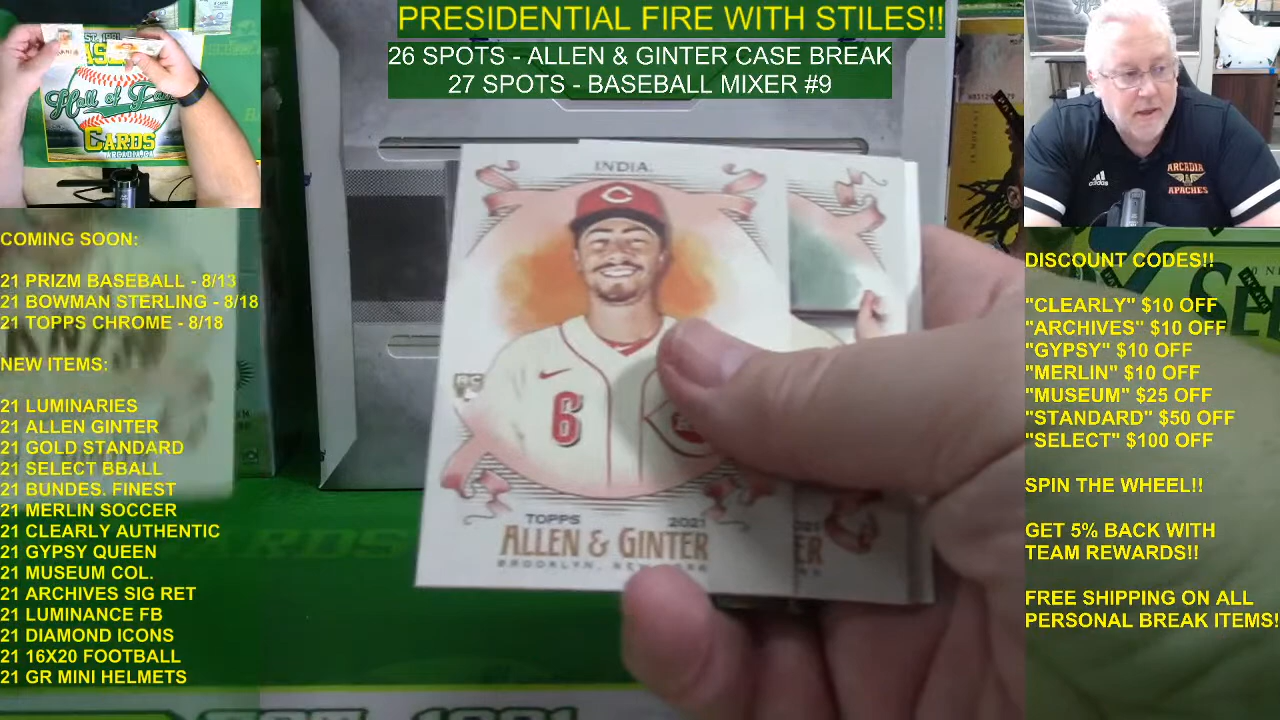 PRESIDENTIAL FIRE WITH STILES!!
26 SPOTS - ALLEN & GINTER CASE BREAK
27 SPOTS - BASEBALL MIXER #9
EST. 1991
Hall of Fame
CARDS
ARCADIA, CA
adidas
ARCADIA
APACHES
COMING SOON:
21 PRIZM BASEBALL - 8/13
21 BOWMAN STERLING - 8/18
21 TOPPS CHROME - 8/18
NEW ITEMS:
21 LUMINARIES
21 ALLEN GINTER
21 GOLD STANDARD
21 SELECT BBALL
21 BUNDES. FINEST
21 MERLIN SOCCER
21 CLEARLY AUTHENTIC
21 GYPSY QUEEN
21 MUSEUM COL.
21 ARCHIVES SIG RET
21 LUMINANCE FB
21 DIAMOND ICONS
21 16X20 FOOTBALL
21 GR MINI HELMETS
INDIA
C
6
RC
TOPPS 2021
ALLEN & GINTER
BROOKLYN, NEW YORK
ER
DISCOUNT CODES!!
"CLEARLY" $10 OFF
"ARCHIVES" $10 OFF
"GYPSY" $10 OFF
"MERLIN" $10 OFF
"MUSEUM" $25 OFF
"STANDARD" $50 OFF
"SELECT" $100 OFF
SPIN THE WHEEL!!
GET 5% BACK WITH
TEAM REWARDS!!
FREE SHIPPING ON ALL
PERSONAL BREAK ITEMS!